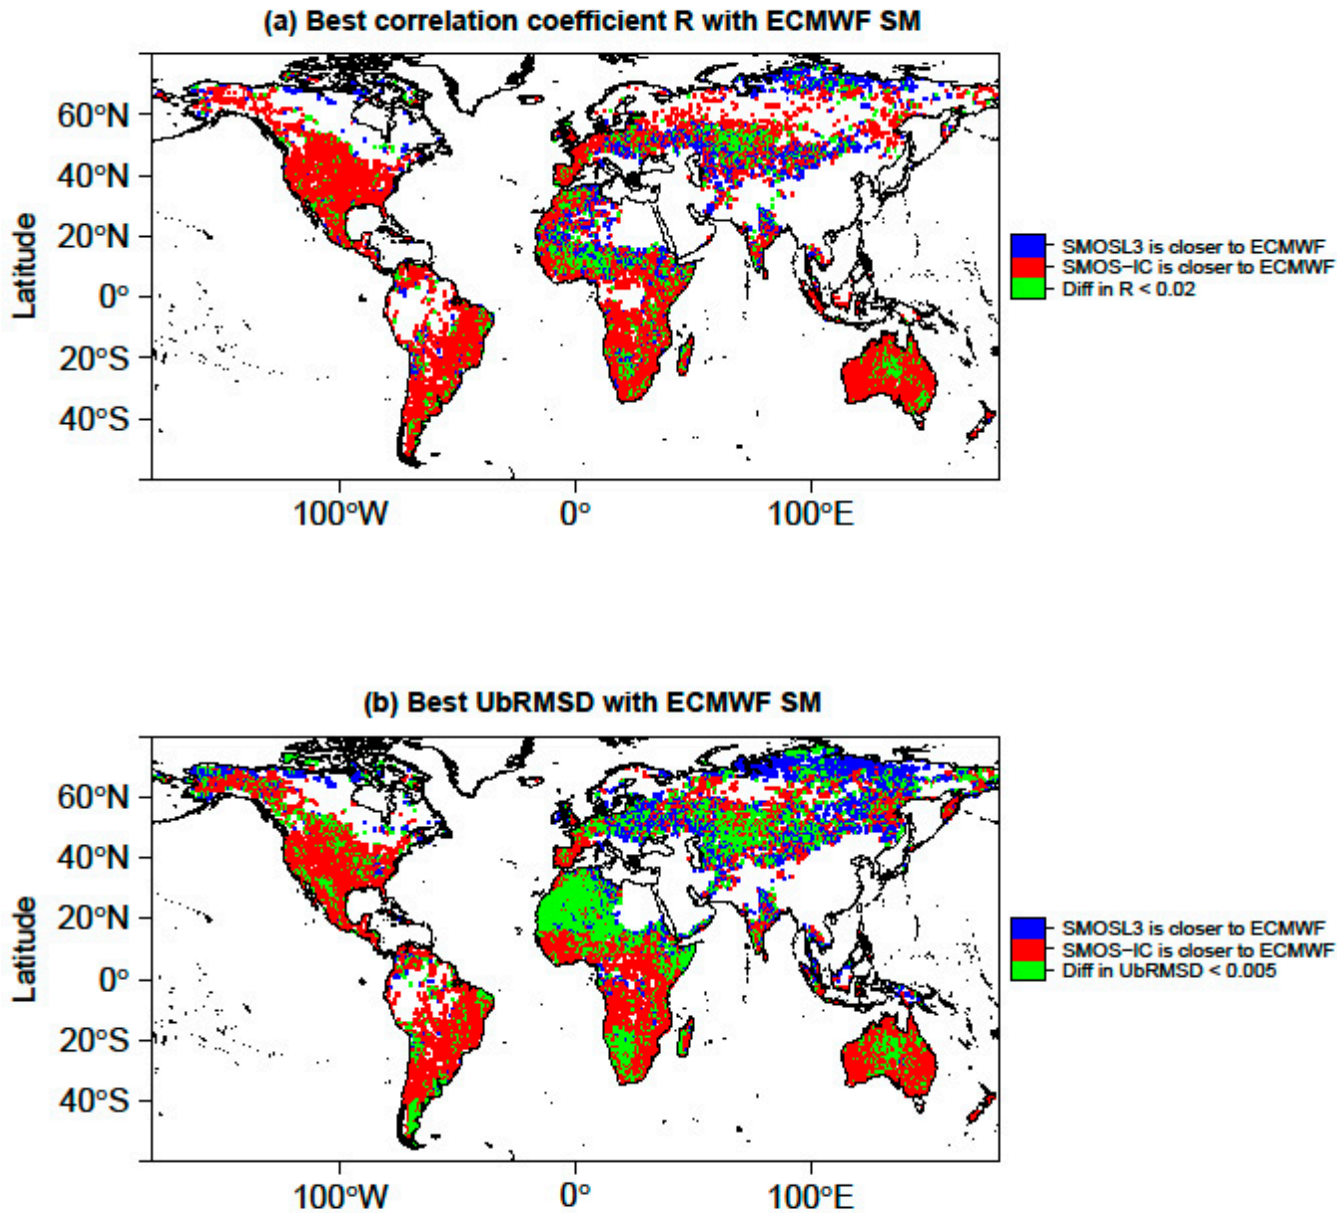 (a) Best correlation coefficient R with ECMWF SM
60°N
40°N
20°N
0°
20°S
40°S
Latitude
100°W 0° 100°E
SMOSL3 is closer to ECMWF
SMOS-IC is closer to ECMWF
Diff in R < 0.02
(b) Best UbRMSD with ECMWF SM
60°N
40°N
20°N
0°
20°S
40°S
Latitude
100°W 0° 100°E
SMOSL3 is closer to ECMWF
SMOS-IC is closer to ECMWF
Diff in UbRMSD < 0.005